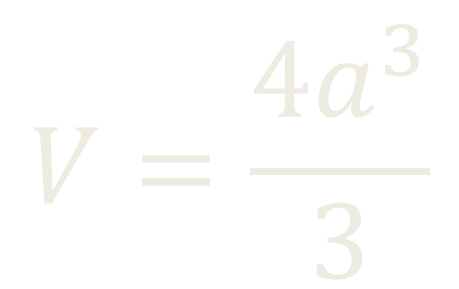 V = 4a³/3